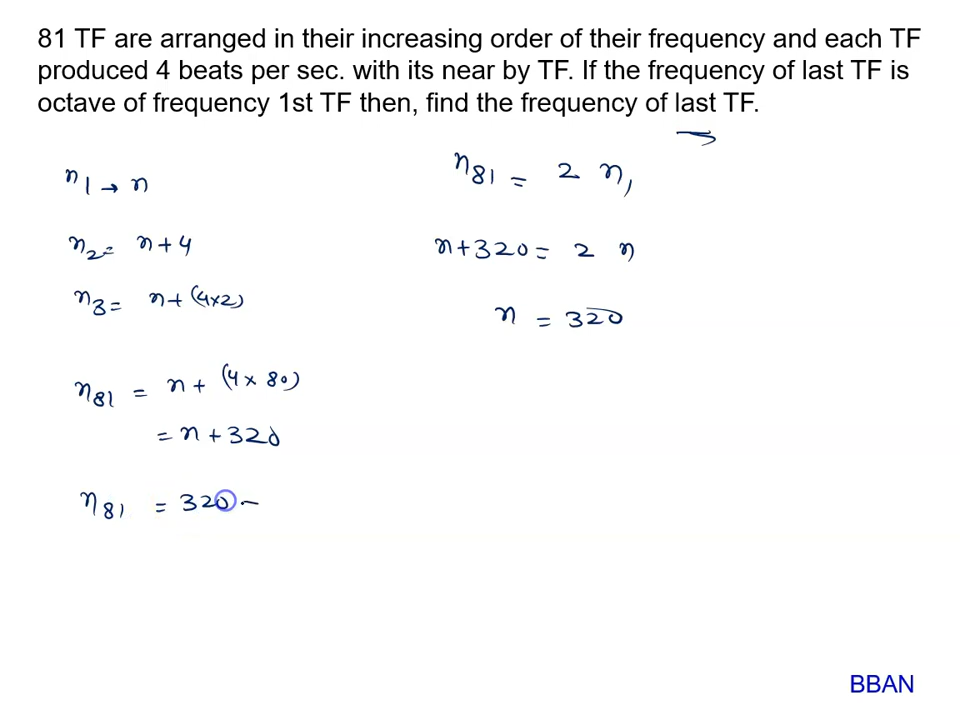 81 TF are arranged in their increasing order of their frequency and each TF
produced 4 beats per sec. with its near by TF. If the frequency of last TF is
octave of frequency 1st TF then, find the frequency of last TF.
n₁ → n
n₂ = n + 4
n₃ = n + (4×2)
n₈₁ = n + (4 × 80)
= n + 320
n₈₁ = 320 -
n₈₁ = 2 n₁
n + 320 = 2 n
n = 320
BBAN